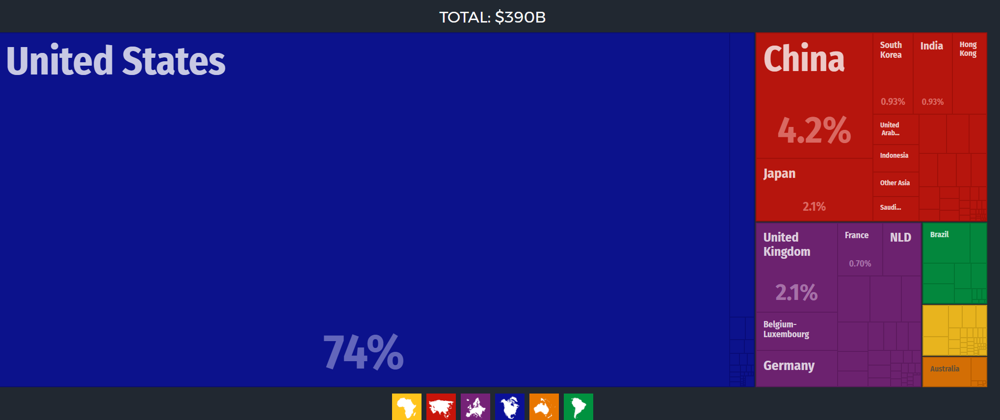 TOTAL: $390B
United States
74%
China
4.2%
Japan
2.1%
South
Korea
0.93%
India
0.93%
Hong
Kong
United
Arab...
Indonesia
Other Asia
Saudi...
United
Kingdom
2.1%
Belgium-
Luxembourg
Germany
France
0.70%
NLD
Brazil
Australia